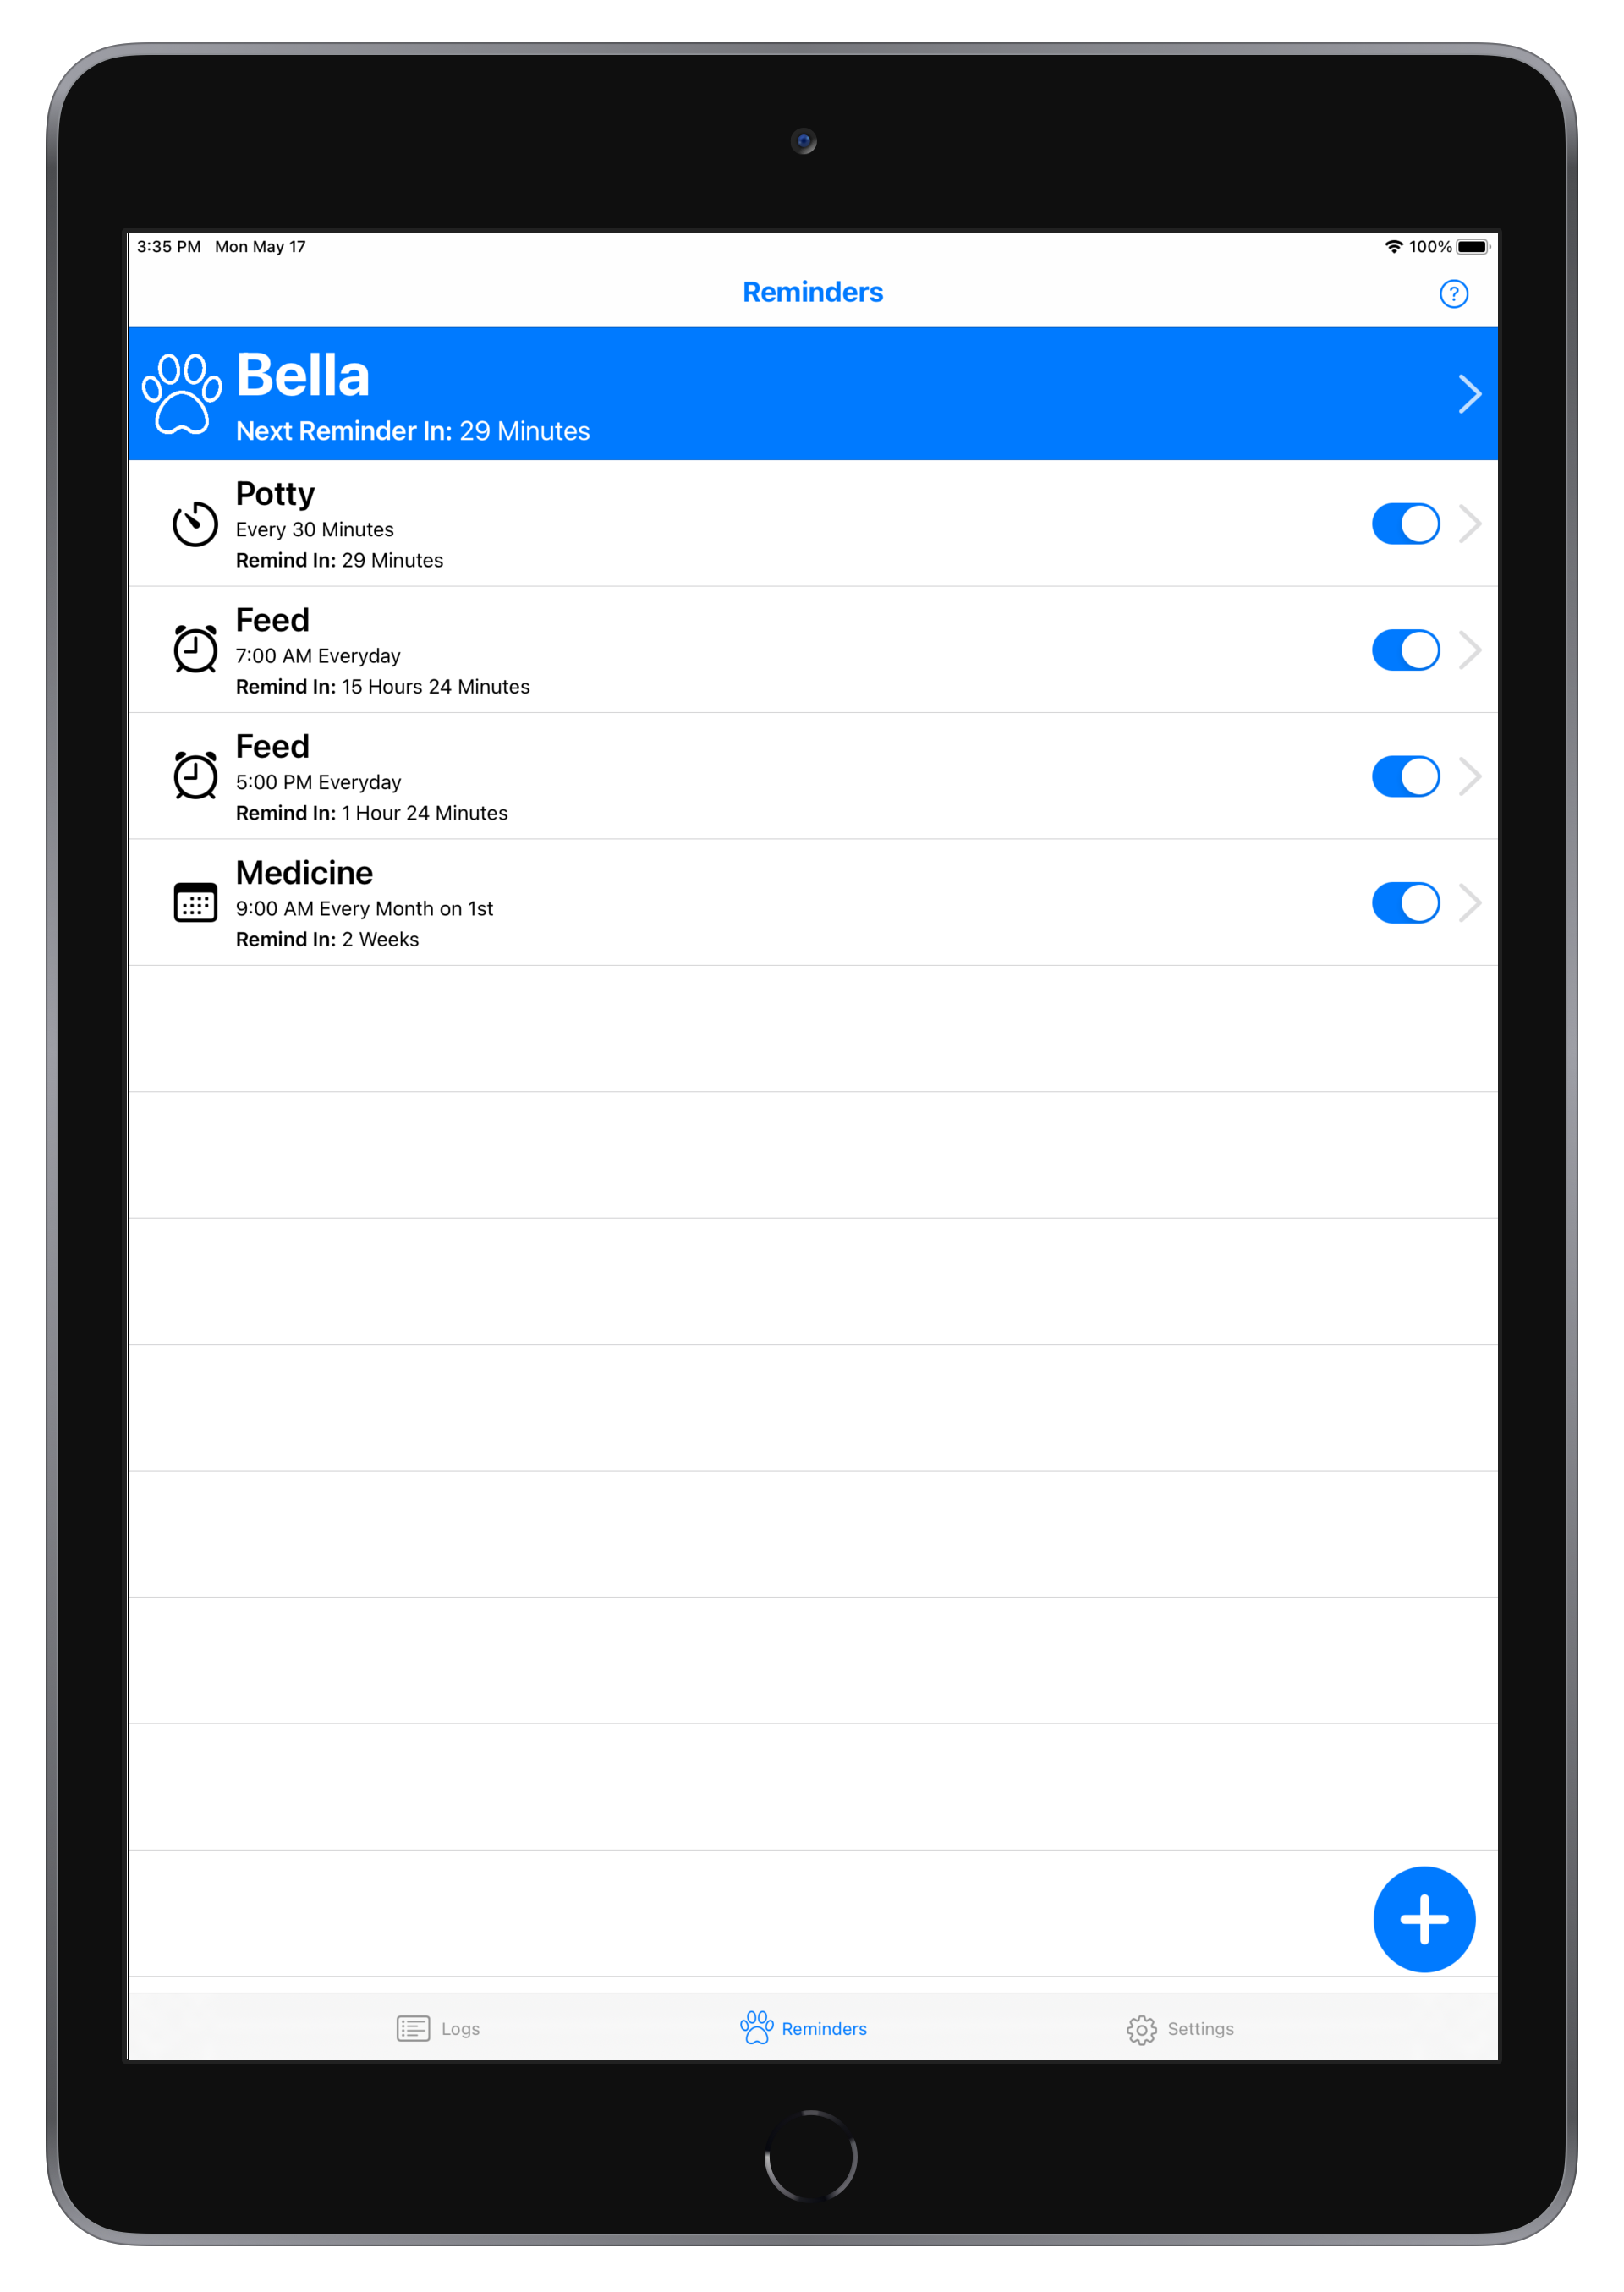 3:35 PM Mon May 17 100%
Reminders ?
Bella
Next Reminder In: 29 Minutes
Potty
Every 30 Minutes
Remind In: 29 Minutes
Feed
7:00 AM Everyday
Remind In: 15 Hours 24 Minutes
Feed
5:00 PM Everyday
Remind In: 1 Hour 24 Minutes
Medicine
9:00 AM Every Month on 1st
Remind In: 2 Weeks
Logs Reminders Settings